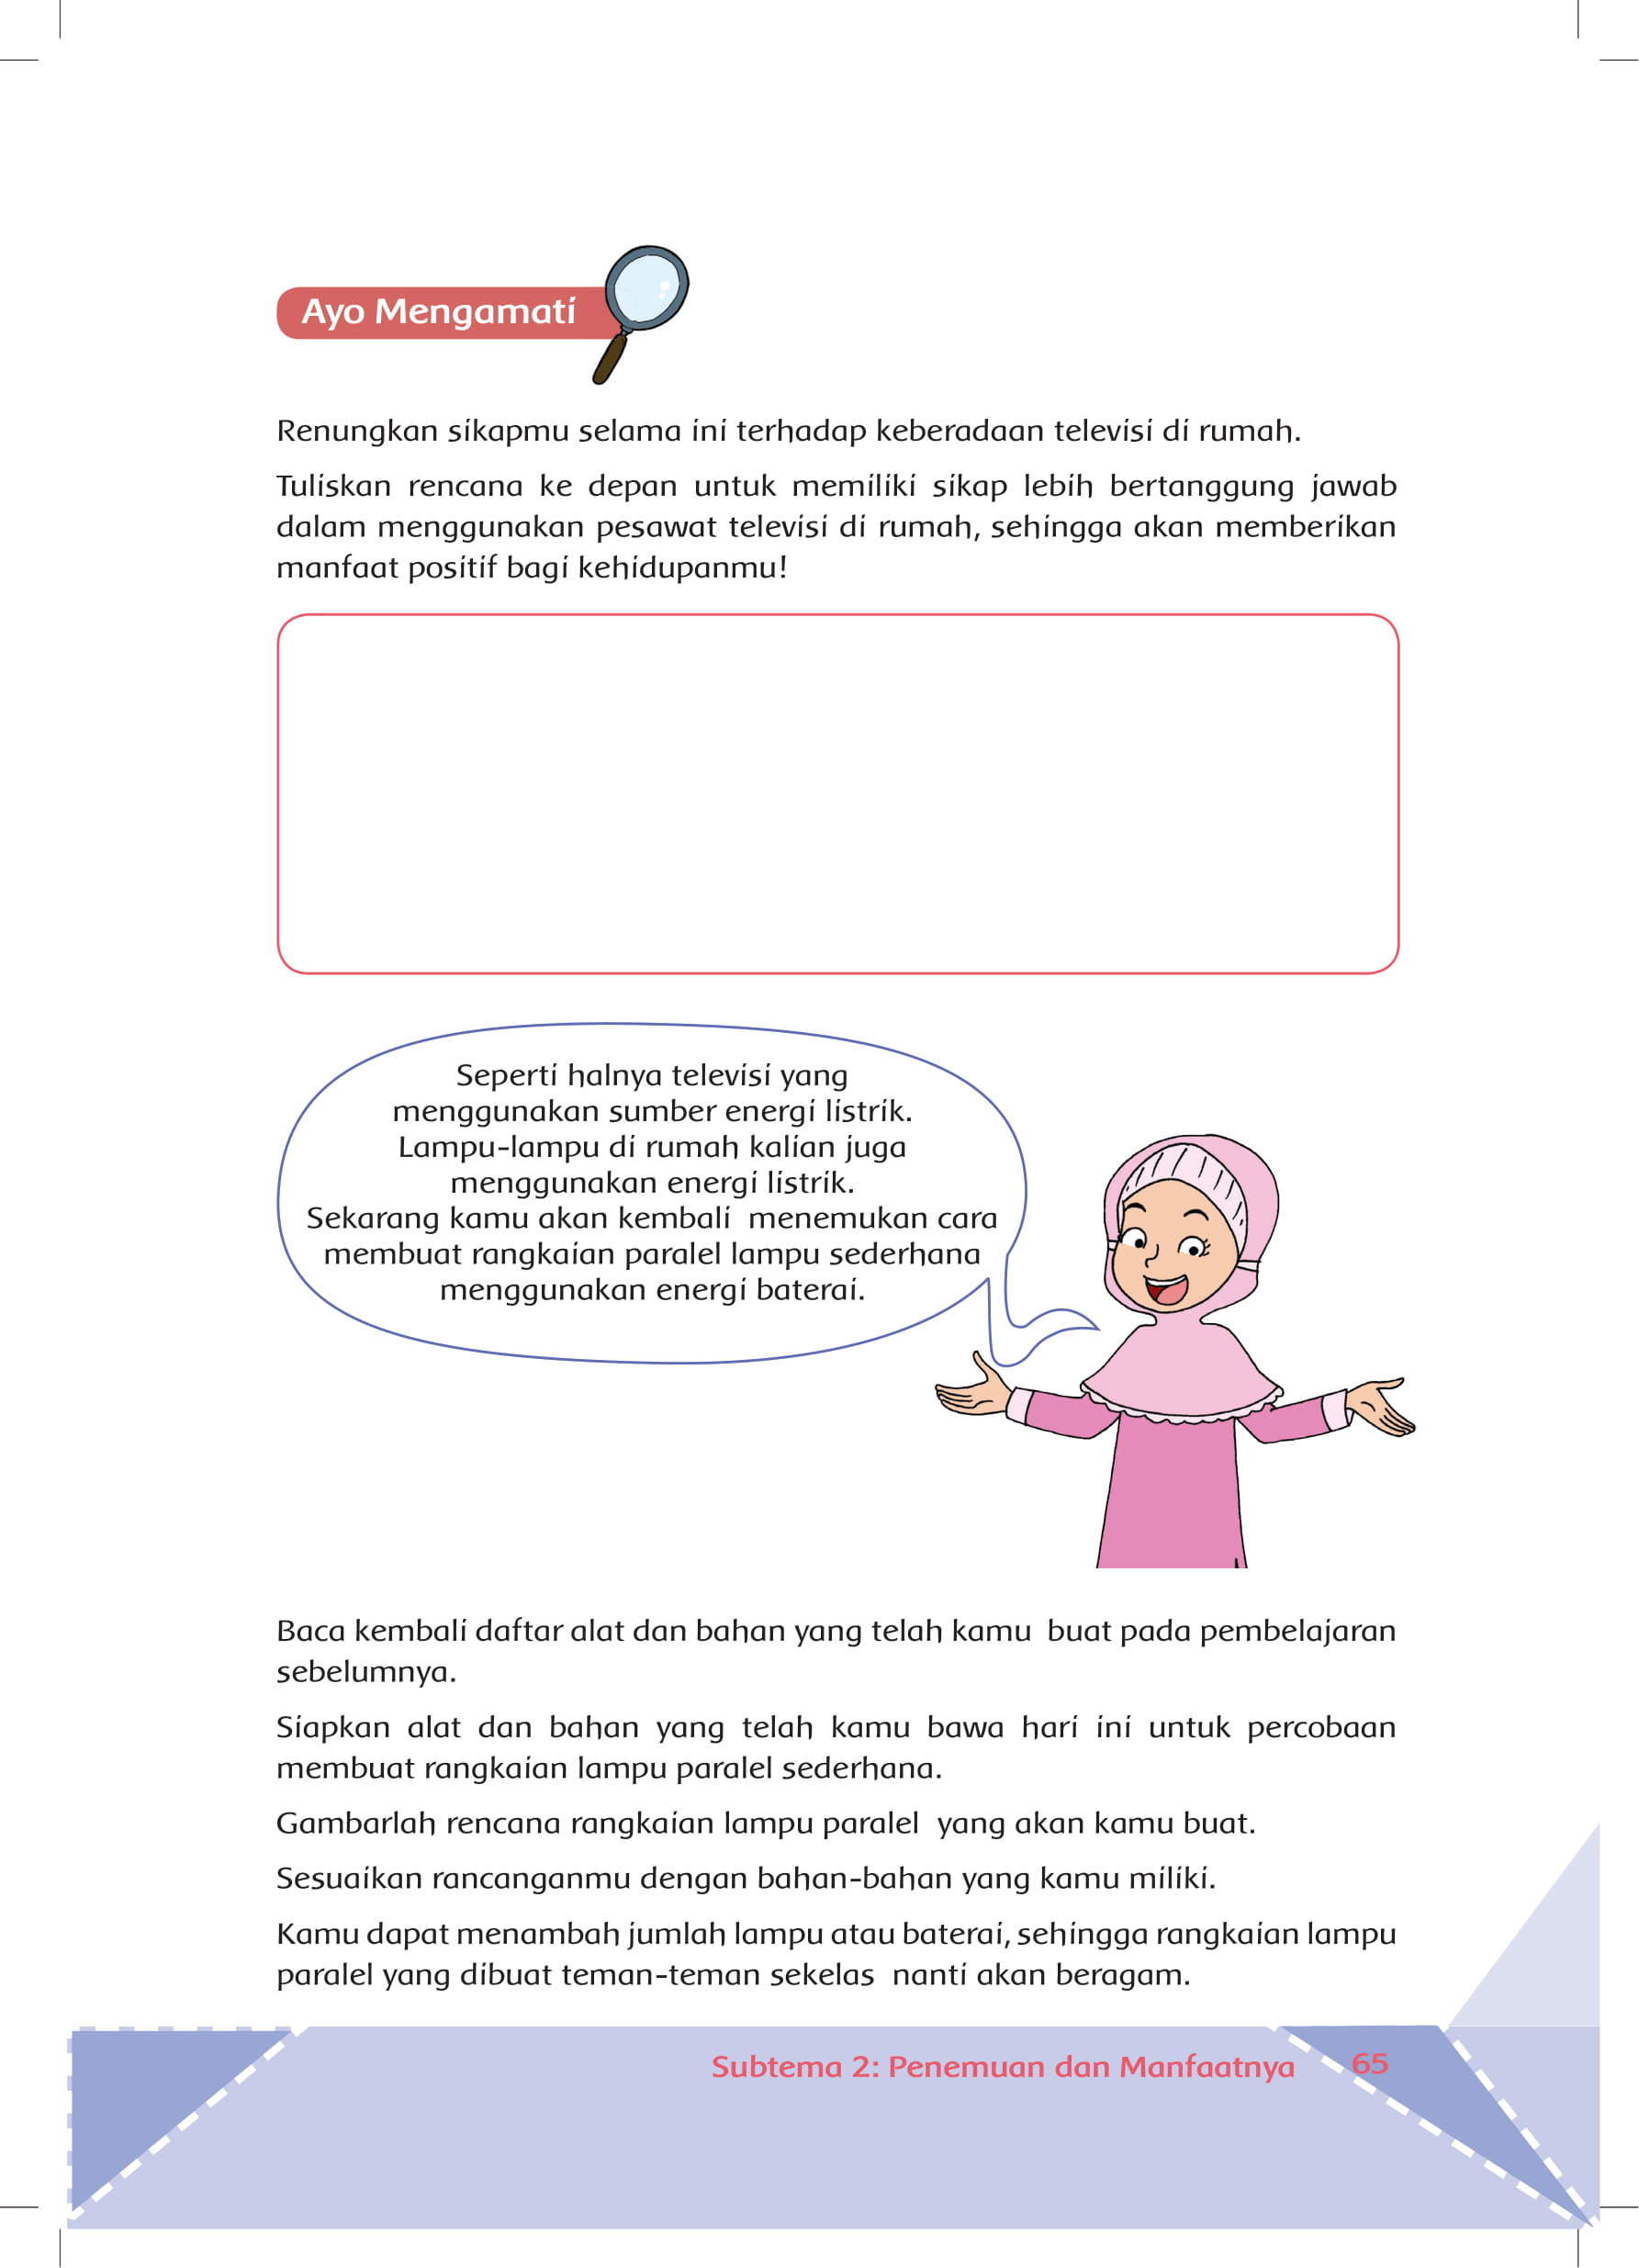 Ayo Mengamati
Renungkan sikapmu selama ini terhadap keberadaan televisi di rumah.
Tuliskan rencana ke depan untuk memiliki sikap lebih bertanggung jawab
dalam menggunakan pesawat televisi di rumah, sehingga akan memberikan
manfaat positif bagi kehidupanmu!
Seperti halnya televisi yang
menggunakan sumber energi listrik.
Lampu-lampu di rumah kalian juga
menggunakan energi listrik.
Sekarang kamu akan kembali menemukan cara
membuat rangkaian paralel lampu sederhana
menggunakan energi baterai.
Baca kembali daftar alat dan bahan yang telah kamu buat pada pembelajaran
sebelumnya.
Siapkan alat dan bahan yang telah kamu bawa hari ini untuk percobaan
membuat rangkaian lampu paralel sederhana.
Gambarlah rencana rangkaian lampu paralel yang akan kamu buat.
Sesuaikan rancanganmu dengan bahan-bahan yang kamu miliki.
Kamu dapat menambah jumlah lampu atau baterai, sehingga rangkaian lampu
paralel yang dibuat teman-teman sekelas nanti akan beragam.
Subtema 2: Penemuan dan Manfaatnya 65